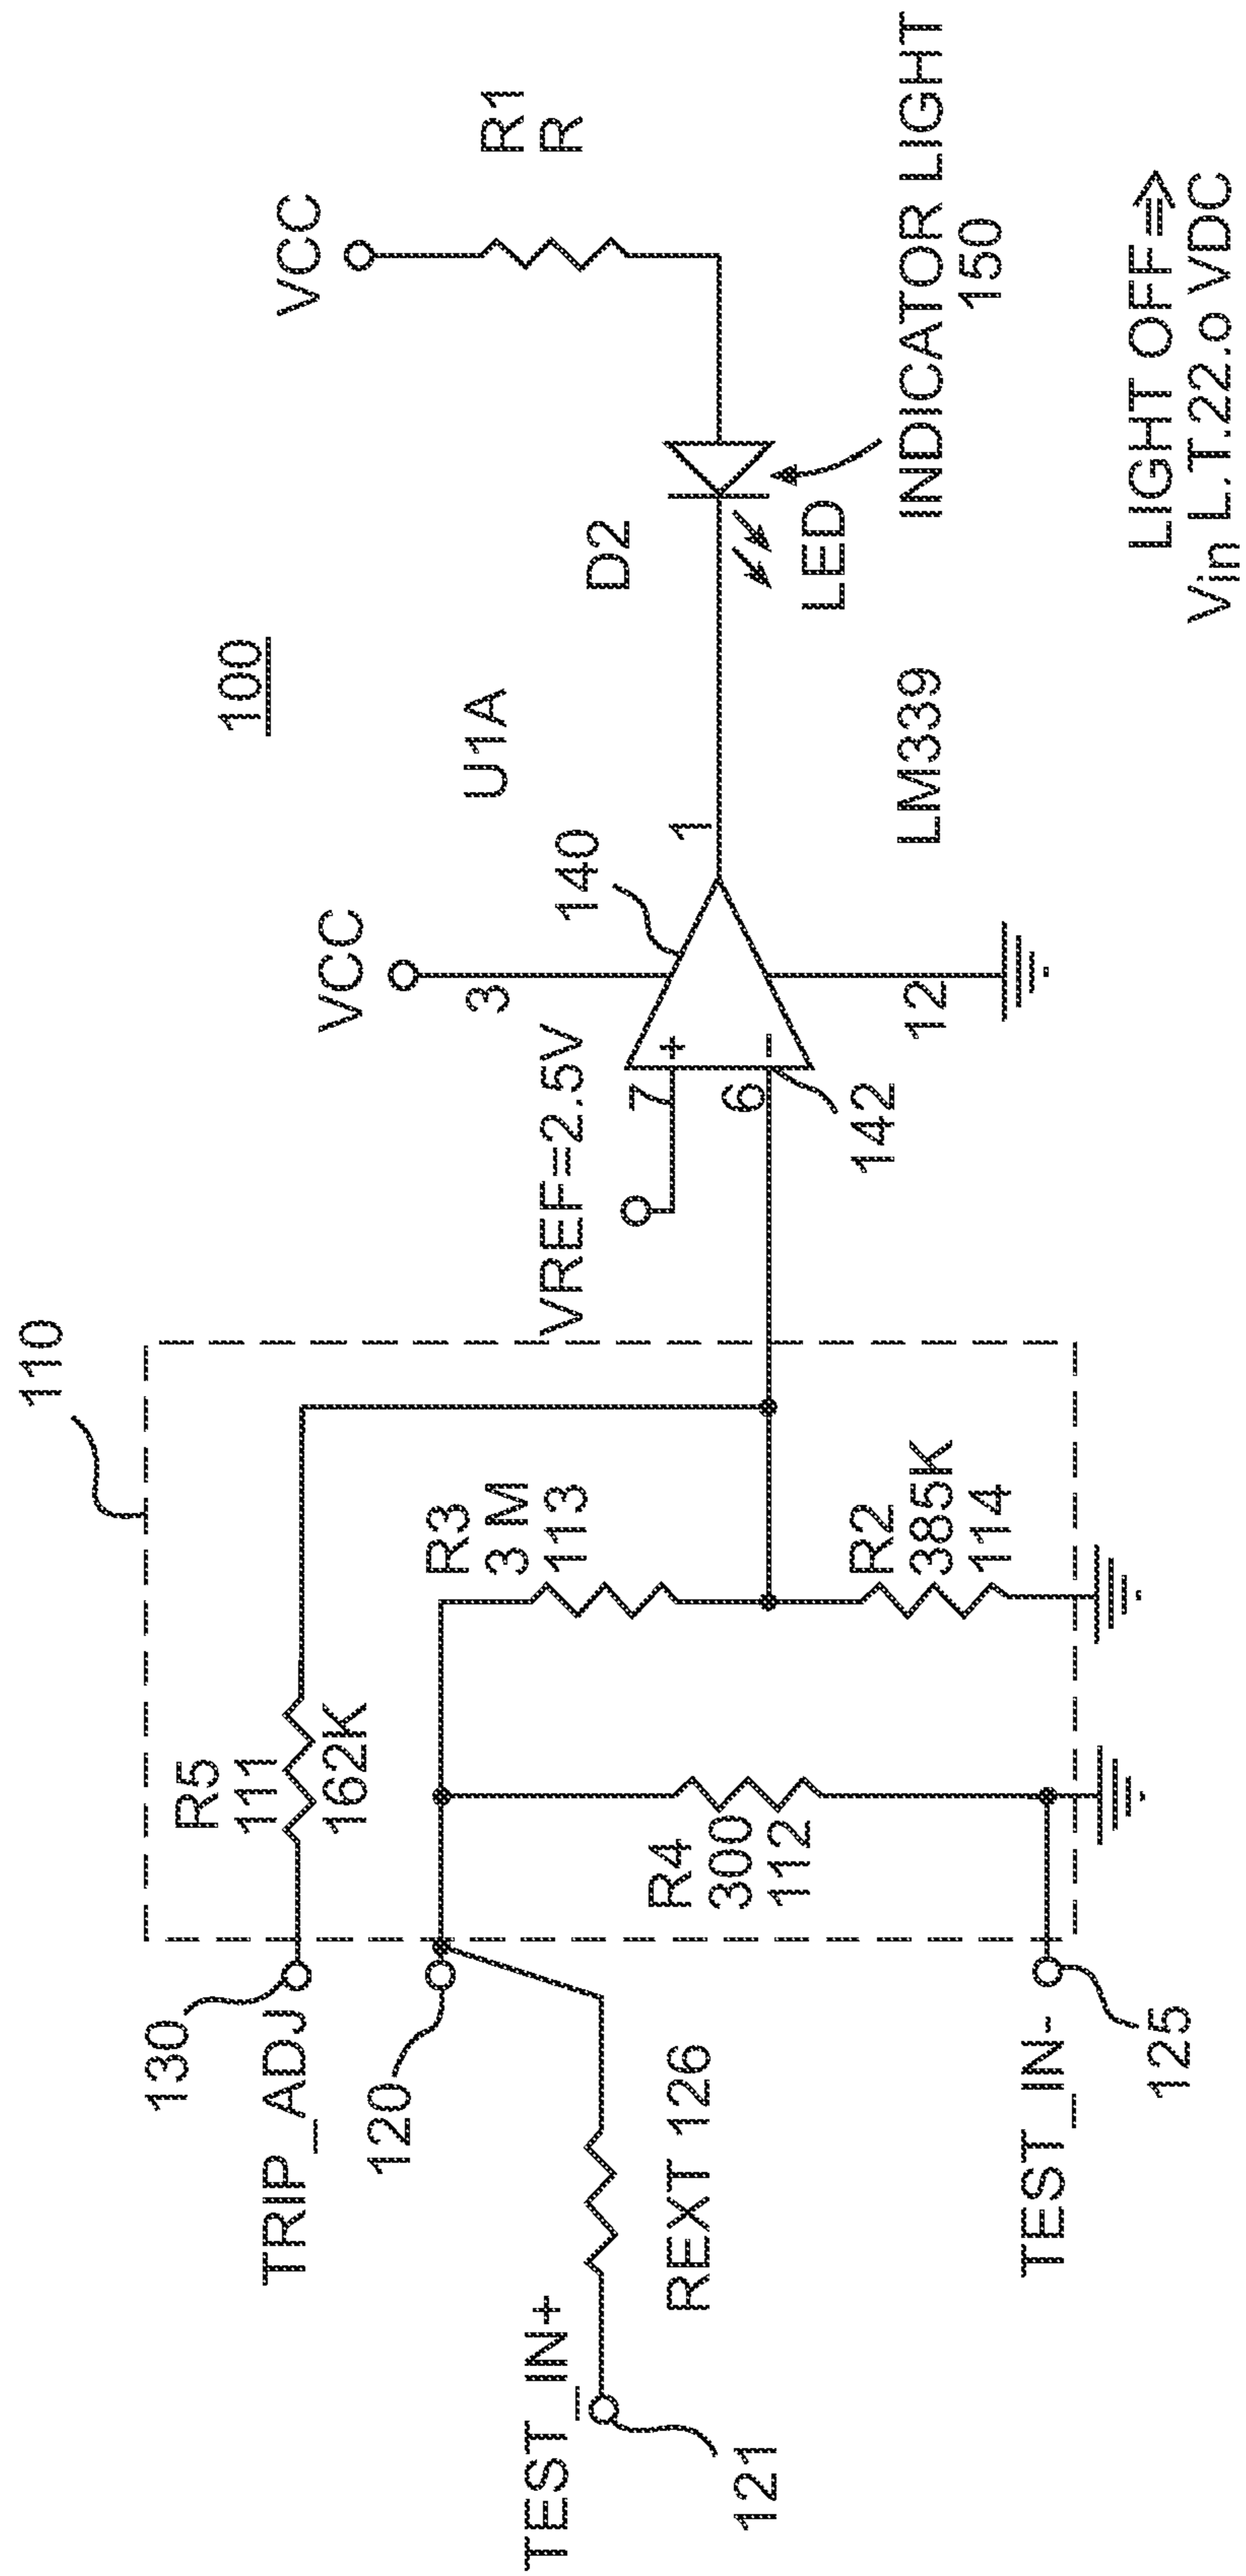 100
110
130
TRIP_ADJ
120
TEST_IN+
121
REXT 126
TEST_IN-
125
R5
111
162K
R4
300
112
R3
3 M
113
R2
385K
114
VREF=2.5V
7
+
6
-
142
VCC
3
12
140
U1A
1
LM339
D2
LED
VCC
R1
R
INDICATOR LIGHT
150
LIGHT OFF⇒
Vin L.T.22.o VDC